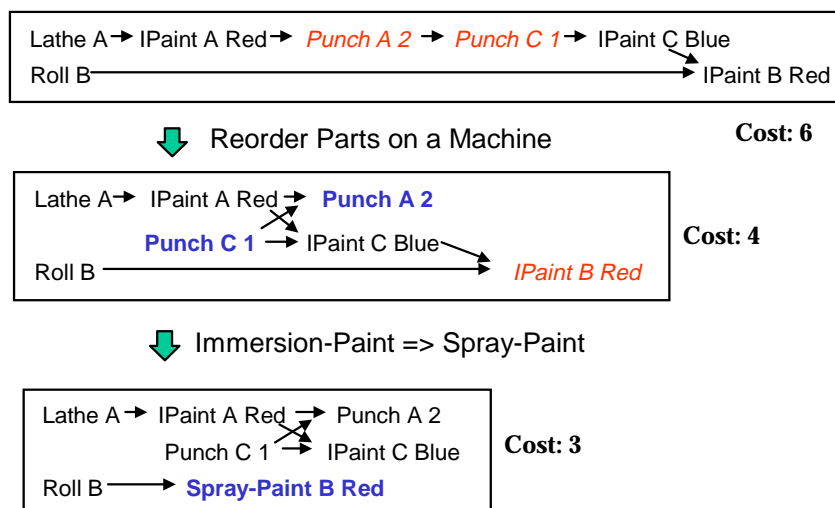 Lathe A IPaint A Red Punch A 2 Punch C 1 IPaint C Blue
Roll B IPaint B Red
Reorder Parts on a Machine Cost: 6
Lathe A IPaint A Red Punch A 2
Punch C 1 IPaint C Blue Cost: 4
Roll B IPaint B Red
Immersion-Paint => Spray-Paint
Lathe A IPaint A Red Punch A 2
Punch C 1 IPaint C Blue Cost: 3
Roll B Spray-Paint B Red